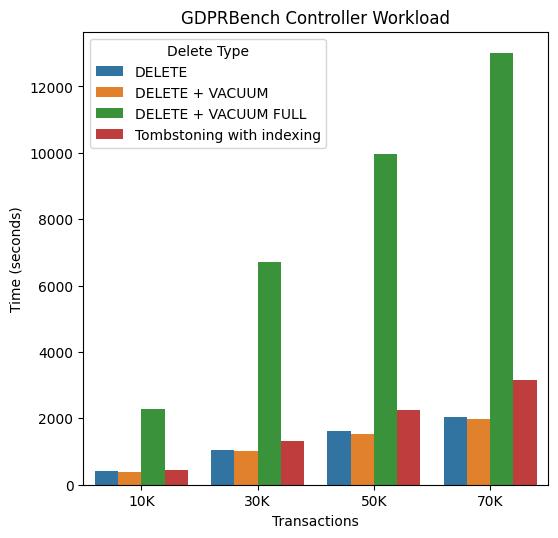 GDPRBench Controller Workload
Delete Type
DELETE
DELETE + VACUUM
DELETE + VACUUM FULL
Tombstoning with indexing
Time (seconds)
12000
10000
8000
6000
4000
2000
0
10K 30K 50K 70K
Transactions